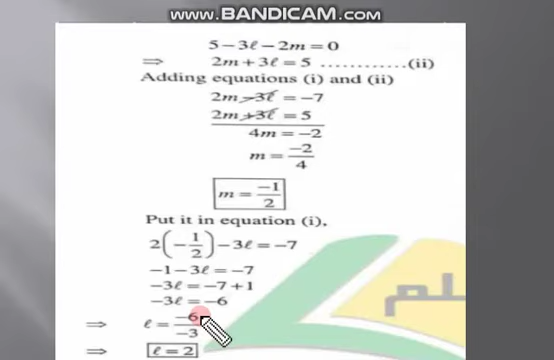 www.BANDICAM.com
5 − 3ℓ − 2m = 0
⇒ 2m + 3ℓ = 5 ............(ii)
Adding equations (i) and (ii)
2m − 3ℓ = −7
2m + 3ℓ = 5
4m = −2
m = −2/4
m = −1/2
Put it in equation (i),
2(−1/2) − 3ℓ = −7
−1 − 3ℓ = −7
−3ℓ = −7 + 1
−3ℓ = −6
⇒ ℓ = −6/−3
⇒ ℓ = 2
علم